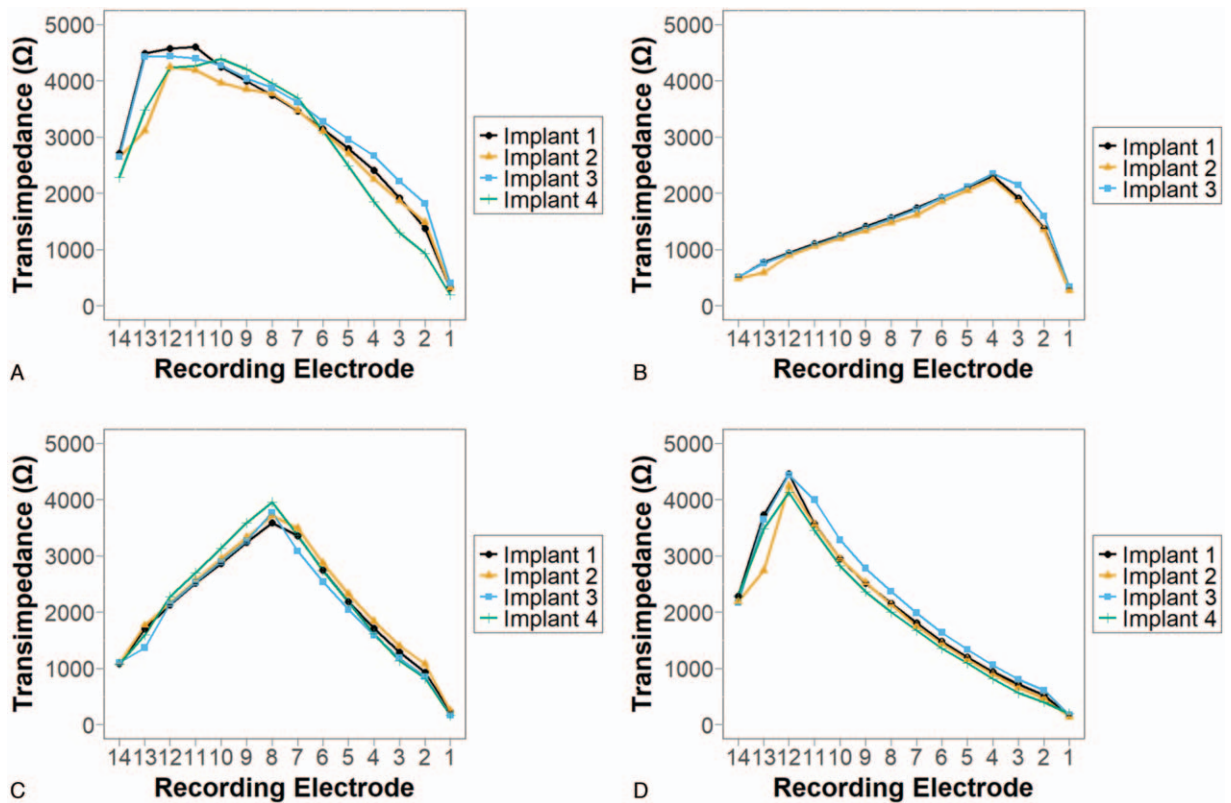 5000
4000
3000
2000
1000
0
Transimpedance (Ω)
14 13 12 11 10 9 8 7 6 5 4 3 2 1
Recording Electrode
Implant 1
Implant 2
Implant 3
Implant 4
A
5000
4000
3000
2000
1000
0
Transimpedance (Ω)
14 13 12 11 10 9 8 7 6 5 4 3 2 1
Recording Electrode
Implant 1
Implant 2
Implant 3
B
5000
4000
3000
2000
1000
0
Transimpedance (Ω)
14 13 12 11 10 9 8 7 6 5 4 3 2 1
Recording Electrode
Implant 1
Implant 2
Implant 3
Implant 4
C
5000
4000
3000
2000
1000
0
Transimpedance (Ω)
14 13 12 11 10 9 8 7 6 5 4 3 2 1
Recording Electrode
Implant 1
Implant 2
Implant 3
Implant 4
D